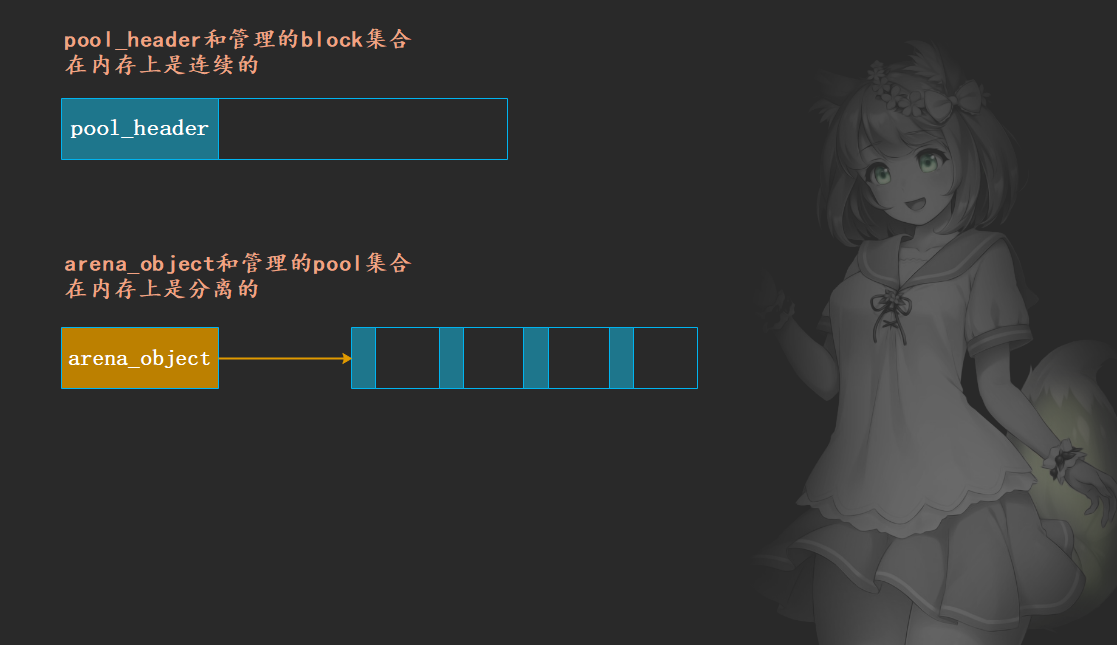 pool_header和管理的block集合
在内存上是连续的
pool_header
arena_object和管理的pool集合
在内存上是分离的
arena_object